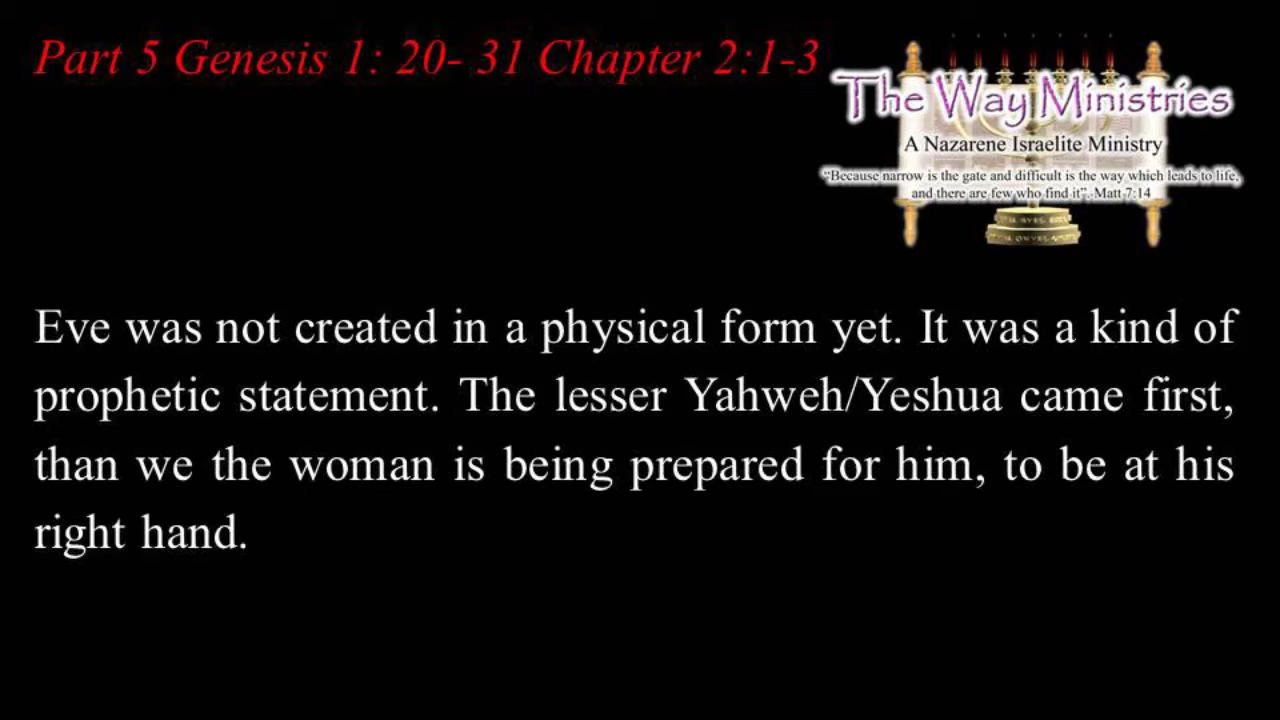 Part 5 Genesis 1: 20- 31 Chapter 2:1-3
The Way Ministries
A Nazarene Israelite Ministry
“Because narrow is the gate and difficult is the way which leads to life,
and there are few who find it”.-Matt 7:14
Eve was not created in a physical form yet. It was a kind of
prophetic statement. The lesser Yahweh/Yeshua came first,
than we the woman is being prepared for him, to be at his
right hand.